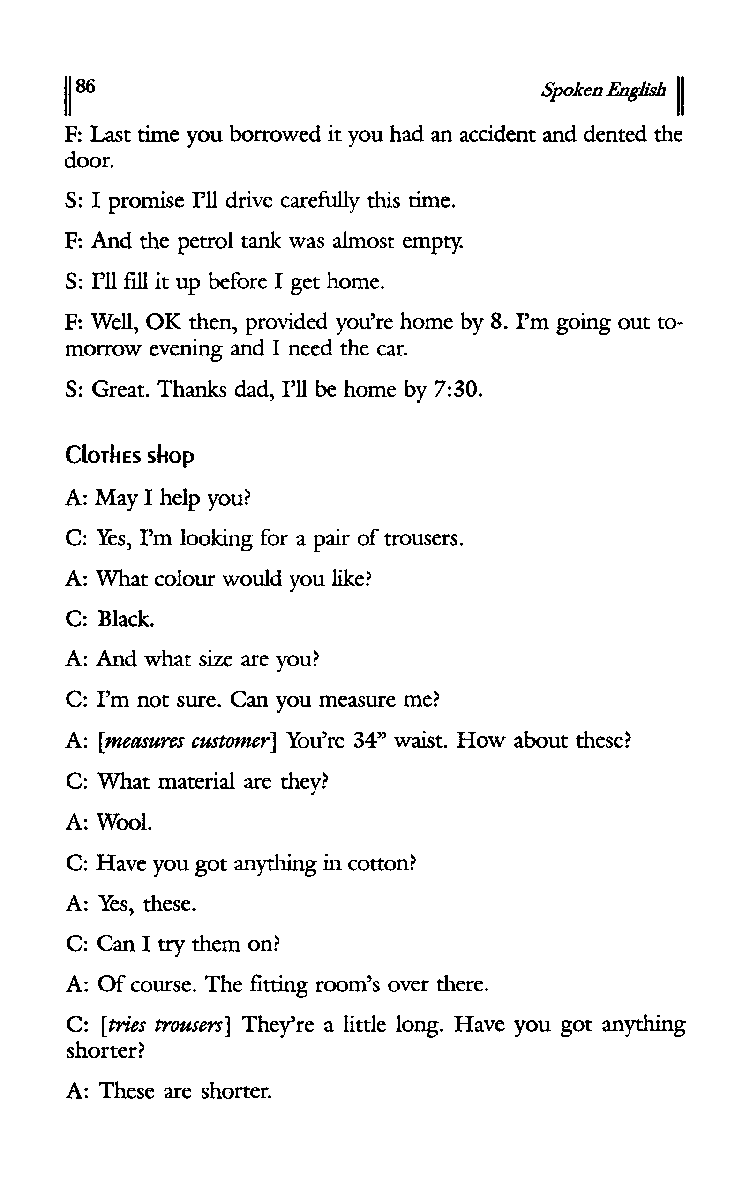 86 Spoken English
F: Last time you borrowed it you had an accident and dented the
door.
S: I promise I'll drive carefully this time.
F: And the petrol tank was almost empty.
S: I'll fill it up before I get home.
F: Well, OK then, provided you're home by 8. I'm going out to-
morrow evening and I need the car.
S: Great. Thanks dad, I'll be home by 7:30.
Clothes shop
A: May I help you?
C: Yes, I'm looking for a pair of trousers.
A: What colour would you like?
C: Black.
A: And what size are you?
C: I'm not sure. Can you measure me?
A: [measures customer] You're 34” waist. How about these?
C: What material are they?
A: Wool.
C: Have you got anything in cotton?
A: Yes, these.
C: Can I try them on?
A: Of course. The fitting room's over there.
C: [tries trousers] They're a little long. Have you got anything
shorter?
A: These are shorter.